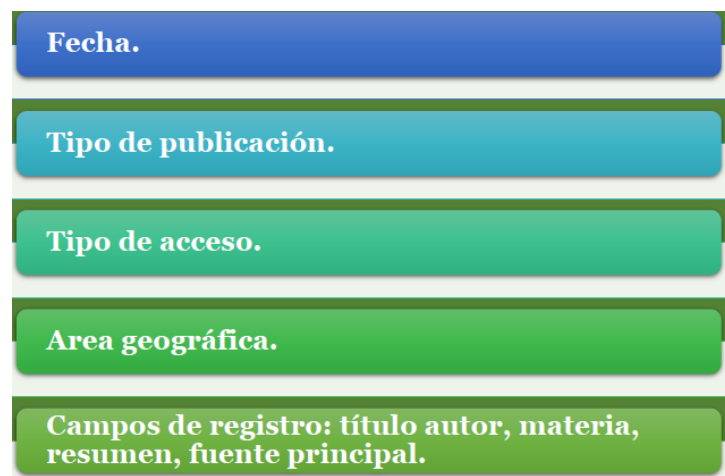 Fecha.
Tipo de publicación.
Tipo de acceso.
Area geográfica.
Campos de registro: título autor, materia,
resumen, fuente principal.